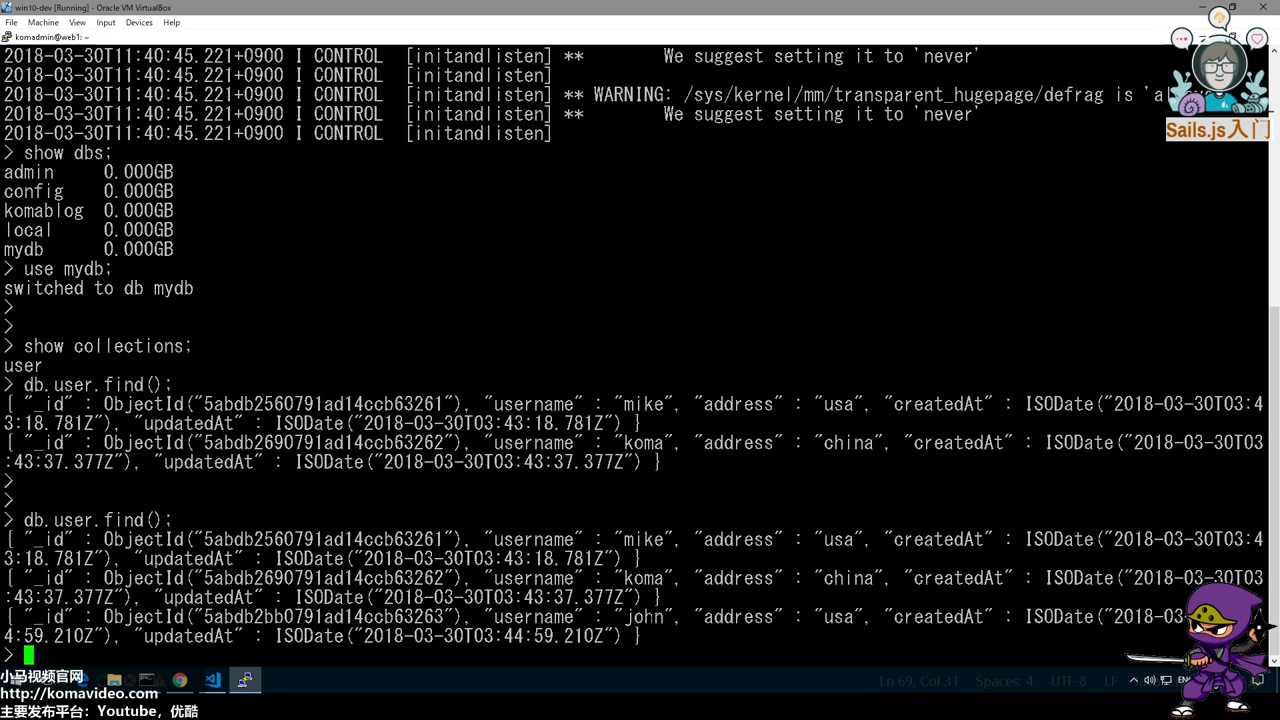 win10-dev [Running] - Oracle VM VirtualBox
File Machine View Input Devices Help
komadmin@web1: ~
2018-03-30T11:40:45.221+0900 I CONTROL [initandlisten] ** We suggest setting it to 'never'
2018-03-30T11:40:45.221+0900 I CONTROL [initandlisten]
2018-03-30T11:40:45.221+0900 I CONTROL [initandlisten] ** WARNING: /sys/kernel/mm/transparent_hugepage/defrag is
2018-03-30T11:40:45.221+0900 I CONTROL [initandlisten] ** We suggest setting it to 'never'
2018-03-30T11:40:45.221+0900 I CONTROL [initandlisten]
Sails.js入门
> show dbs;
admin 0.000GB
config 0.000GB
komablog 0.000GB
local 0.000GB
mydb 0.000GB
> use mydb;
switched to db mydb
>
>
> show collections;
user
> db.user.find();
{ "_id" : ObjectId("5abdb2560791ad14ccb63261"), "username" : "mike", "address" : "usa", "createdAt" : ISODate("2018-03-30T03:4
3:18.781Z"), "updatedAt" : ISODate("2018-03-30T03:43:18.781Z") }
{ "_id" : ObjectId("5abdb2690791ad14ccb63262"), "username" : "koma", "address" : "china", "createdAt" : ISODate("2018-03-30T03
:43:37.377Z"), "updatedAt" : ISODate("2018-03-30T03:43:37.377Z") }
>
>
> db.user.find();
{ "_id" : ObjectId("5abdb2560791ad14ccb63261"), "username" : "mike", "address" : "usa", "createdAt" : ISODate("2018-03-30T03:4
3:18.781Z"), "updatedAt" : ISODate("2018-03-30T03:43:18.781Z") }
{ "_id" : ObjectId("5abdb2690791ad14ccb63262"), "username" : "koma", "address" : "china", "createdAt" : ISODate("2018-03-30T03
:43:37.377Z"), "updatedAt" : ISODate("2018-03-30T03:43:37.377Z") }
{ "_id" : ObjectId("5abdb2bb0791ad14ccb63263"), "username" : "john", "address" : "usa", "createdAt" : ISODate("2018-03-
4:59.210Z"), "updatedAt" : ISODate("2018-03-30T03:44:59.210Z") }
>
小马视频官网
http://komavideo.com
主要发布平台：Youtube，优酷
Ln 69, Col 31 Spaces: 4 UTF-8 LF
ENG